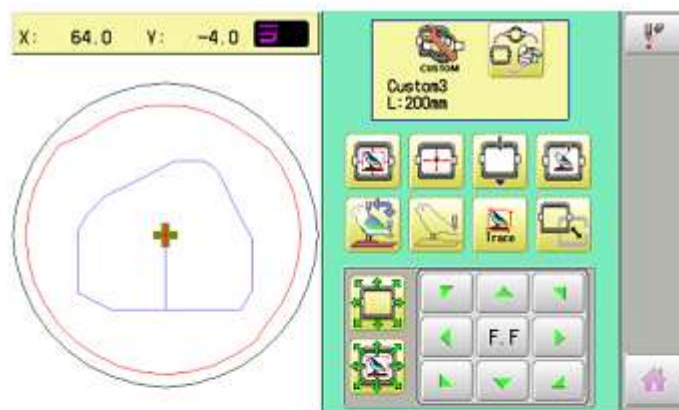 X: 64.0 Y: -4.0
CUSTOM
Custom3
L:200mm
Trace
F.F